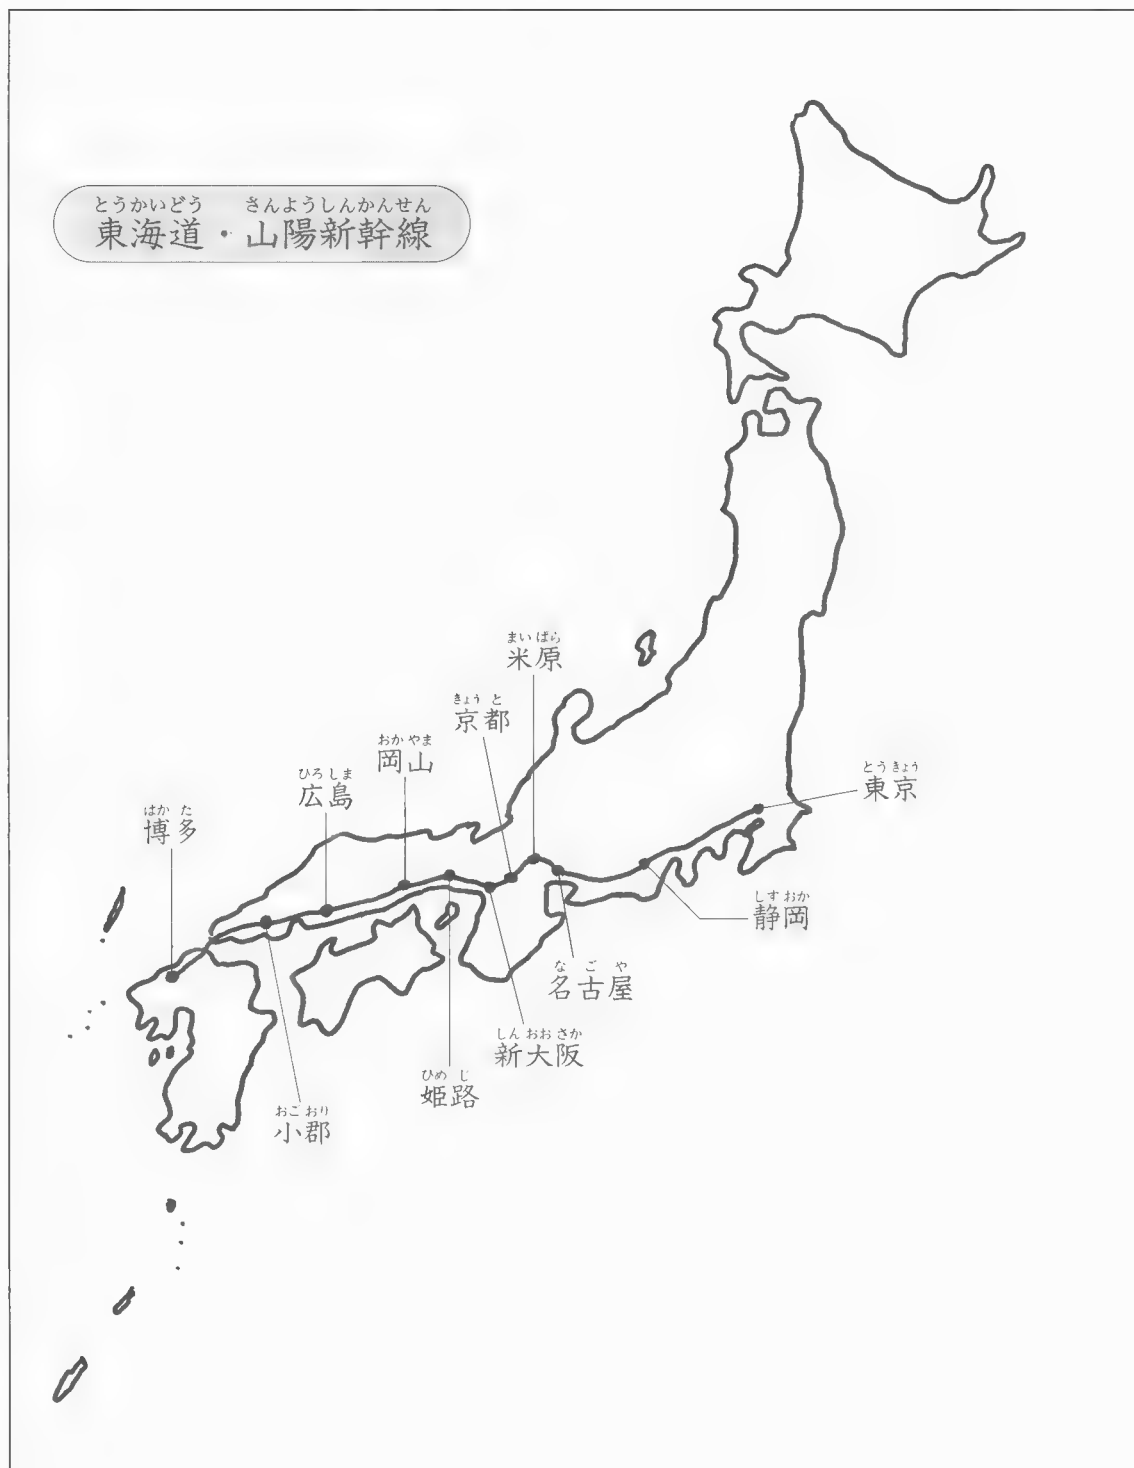 とうかいどう さんようしんかんせん
東海道・山陽新幹線
まいばら
米原
きょうと
京都
おかやま
岡山
ひろしま
広島
はかた
博多
とうきょう
東京
しずおか
静岡
なごや
名古屋
しんおおさか
新大阪
ひめじ
姫路
おごおり
小郡